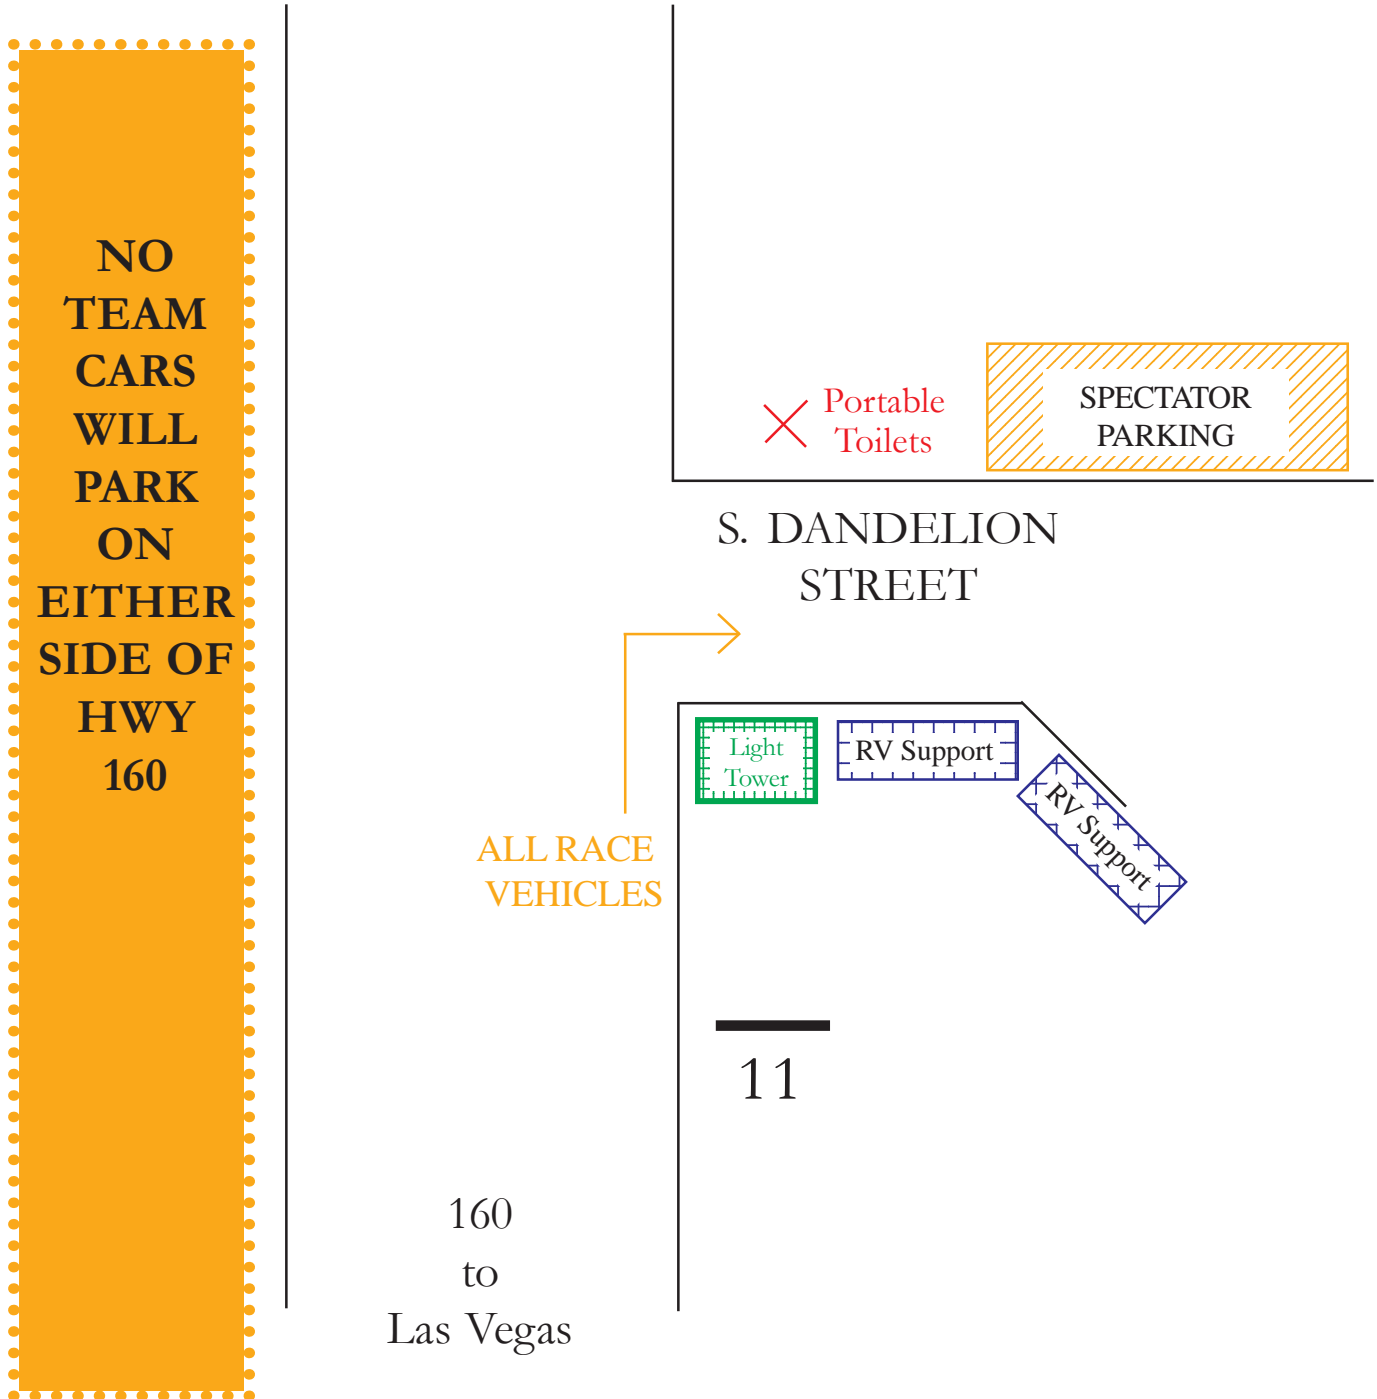 NO
TEAM
CARS
WILL
PARK
ON
EITHER
SIDE OF
HWY
160
Portable
Toilets
SPECTATOR
PARKING
S. DANDELION
STREET
Light
Tower
RV Support
RV Support
ALL RACE
VEHICLES
11
160
to
Las Vegas